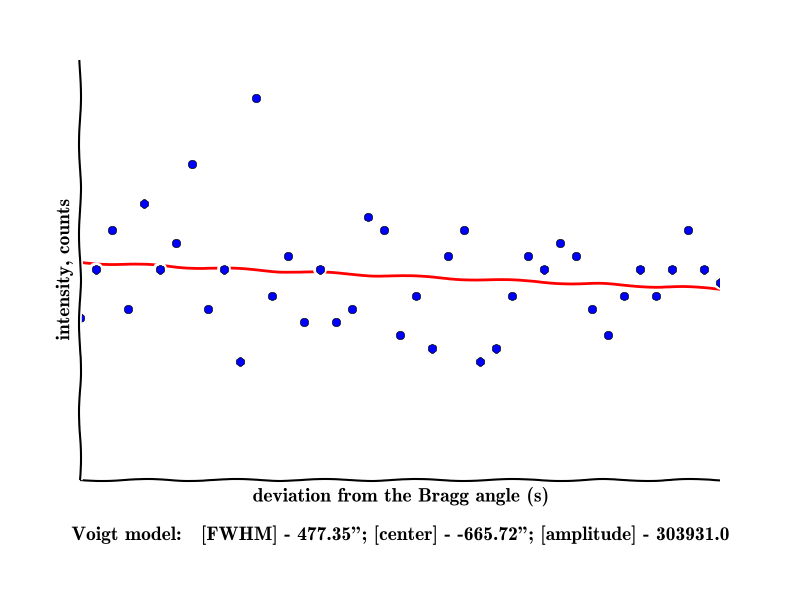 intensity, counts
deviation from the Bragg angle (s)
Voigt model: [FWHM] - 477.35”; [center] - -665.72”; [amplitude] - 303931.0